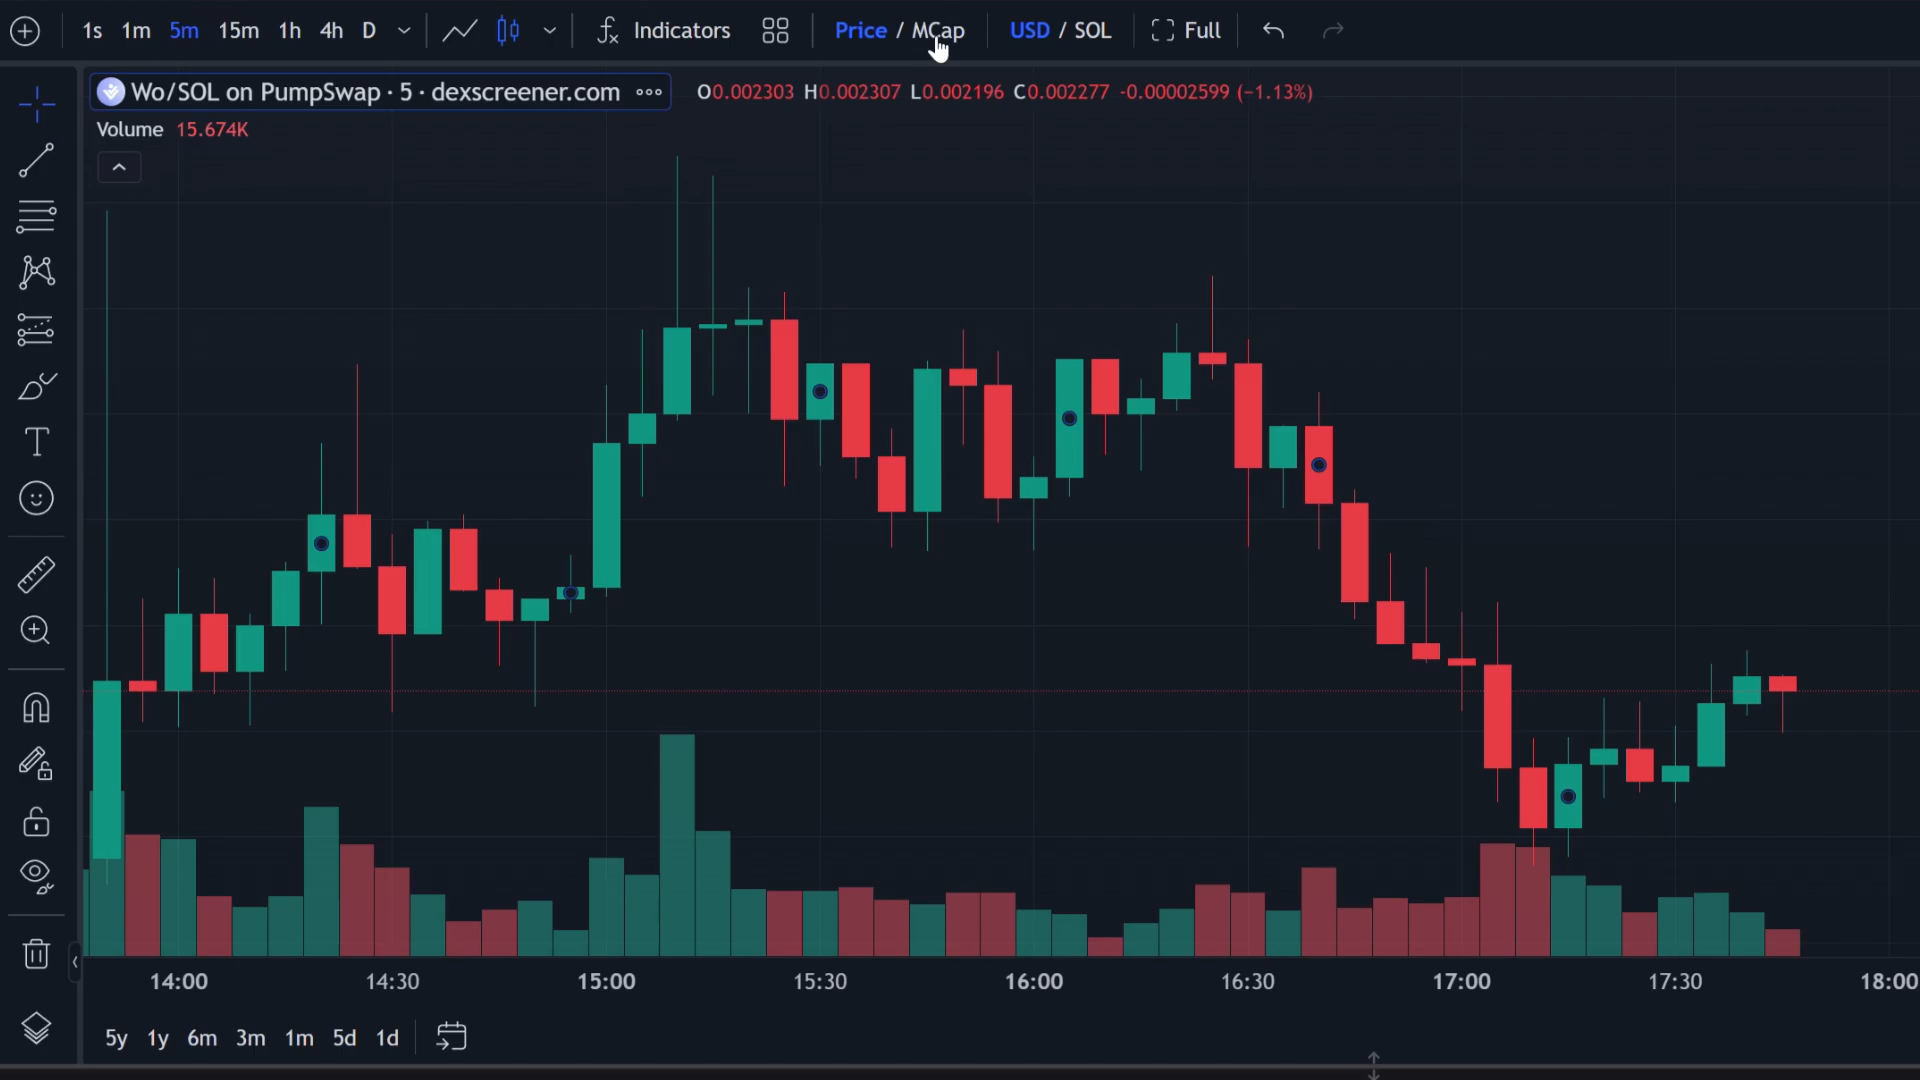 1s 1m 5m 15m 1h 4h D Indicators Price / MCap USD / SOL Full
Wo/SOL on PumpSwap · 5 · dexscreener.com ••• O0.002303 H0.002307 L0.002196 C0.002277 -0.00002599 (−1.13%)
Volume 15.674K
14:00 14:30 15:00 15:30 16:00 16:30 17:00 17:30 18:00
5y 1y 6m 3m 1m 5d 1d